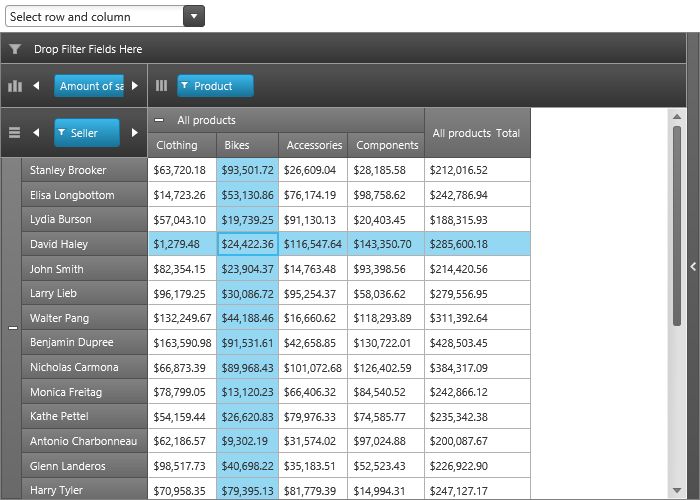 Select row and column
Drop Filter Fields Here
Amount of sa
Product
Seller
All products
All products Total
Clothing Bikes Accessories Components
Stanley Brooker $63,720.18 $93,501.72 $26,609.04 $28,185.58 $212,016.52
Elisa Longbottom $14,723.26 $53,130.86 $76,174.19 $98,758.62 $242,786.94
Lydia Burson $57,043.10 $19,739.25 $91,130.13 $20,403.45 $188,315.93
David Haley $1,279.48 $24,422.36 $116,547.64 $143,350.70 $285,600.18
John Smith $82,354.15 $23,904.37 $14,763.48 $93,398.56 $214,420.56
Larry Lieb $96,179.25 $30,086.72 $95,254.37 $58,036.62 $279,556.95
Walter Pang $132,249.67 $44,188.46 $16,660.62 $118,293.89 $311,392.64
Benjamin Dupree $163,590.98 $91,531.61 $42,658.85 $130,722.01 $428,503.45
Nicholas Carmona $66,873.39 $89,968.43 $101,072.68 $126,402.59 $384,317.09
Monica Freitag $78,799.05 $13,120.23 $66,406.32 $84,540.52 $242,866.12
Kathe Pettel $54,159.44 $26,620.83 $79,976.33 $74,585.77 $235,342.38
Antonio Charbonneau $62,186.57 $9,302.19 $31,574.02 $97,024.88 $200,087.67
Glenn Landeros $98,517.73 $40,698.22 $35,183.51 $52,523.43 $226,922.90
Harry Tyler $70,958.35 $79,395.13 $81,779.39 $14,994.31 $247,127.17